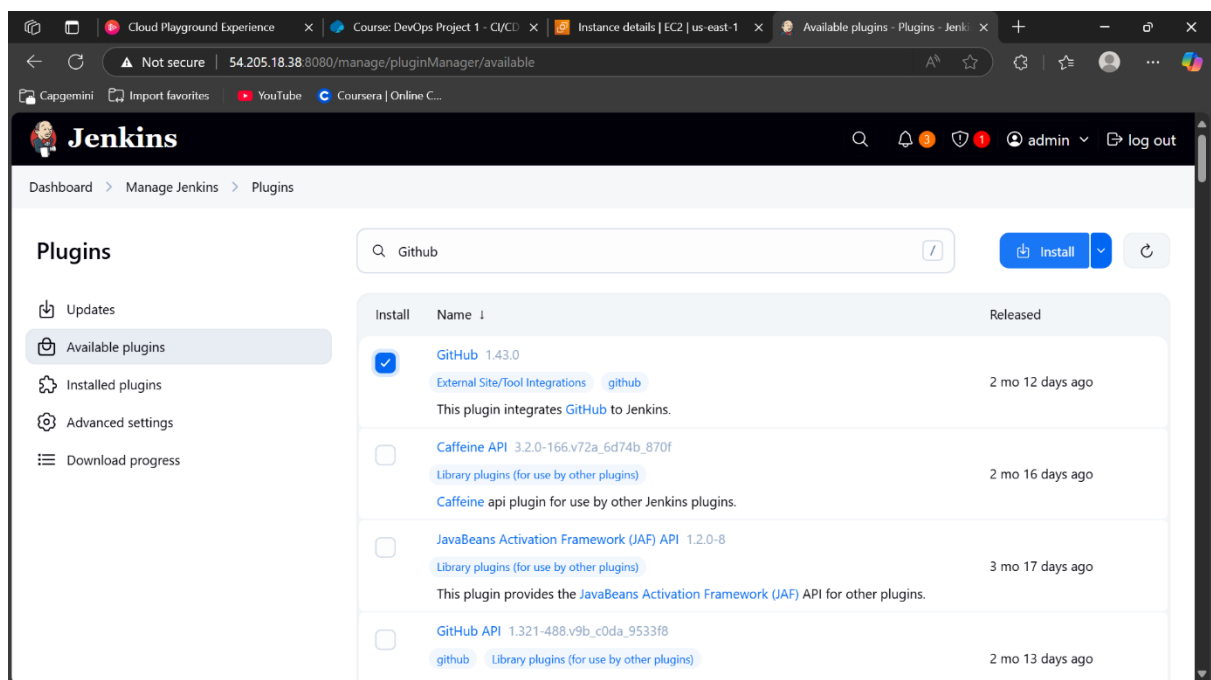 Cloud Playground Experience
Course: DevOps Project 1 - CI/CD
Instance details | EC2 | us-east-1
Available plugins - Plugins - Jenki
Not secure | 54.205.18.38:8080/manage/pluginManager/available
Capgemini Import favorites YouTube Coursera | Online C...
Jenkins
3 1 admin log out
Dashboard > Manage Jenkins > Plugins
Plugins
Github /
Install
Updates
Available plugins
Installed plugins
Advanced settings
Download progress
Install Name ↓ Released
GitHub 1.43.0
External Site/Tool Integrations github
2 mo 12 days ago
This plugin integrates GitHub to Jenkins.
Caffeine API 3.2.0-166.v72a_6d74b_870f
Library plugins (for use by other plugins)
2 mo 16 days ago
Caffeine api plugin for use by other Jenkins plugins.
JavaBeans Activation Framework (JAF) API 1.2.0-8
Library plugins (for use by other plugins)
3 mo 17 days ago
This plugin provides the JavaBeans Activation Framework (JAF) API for other plugins.
GitHub API 1.321-488.v9b_c0da_9533f8
github Library plugins (for use by other plugins)
2 mo 13 days ago